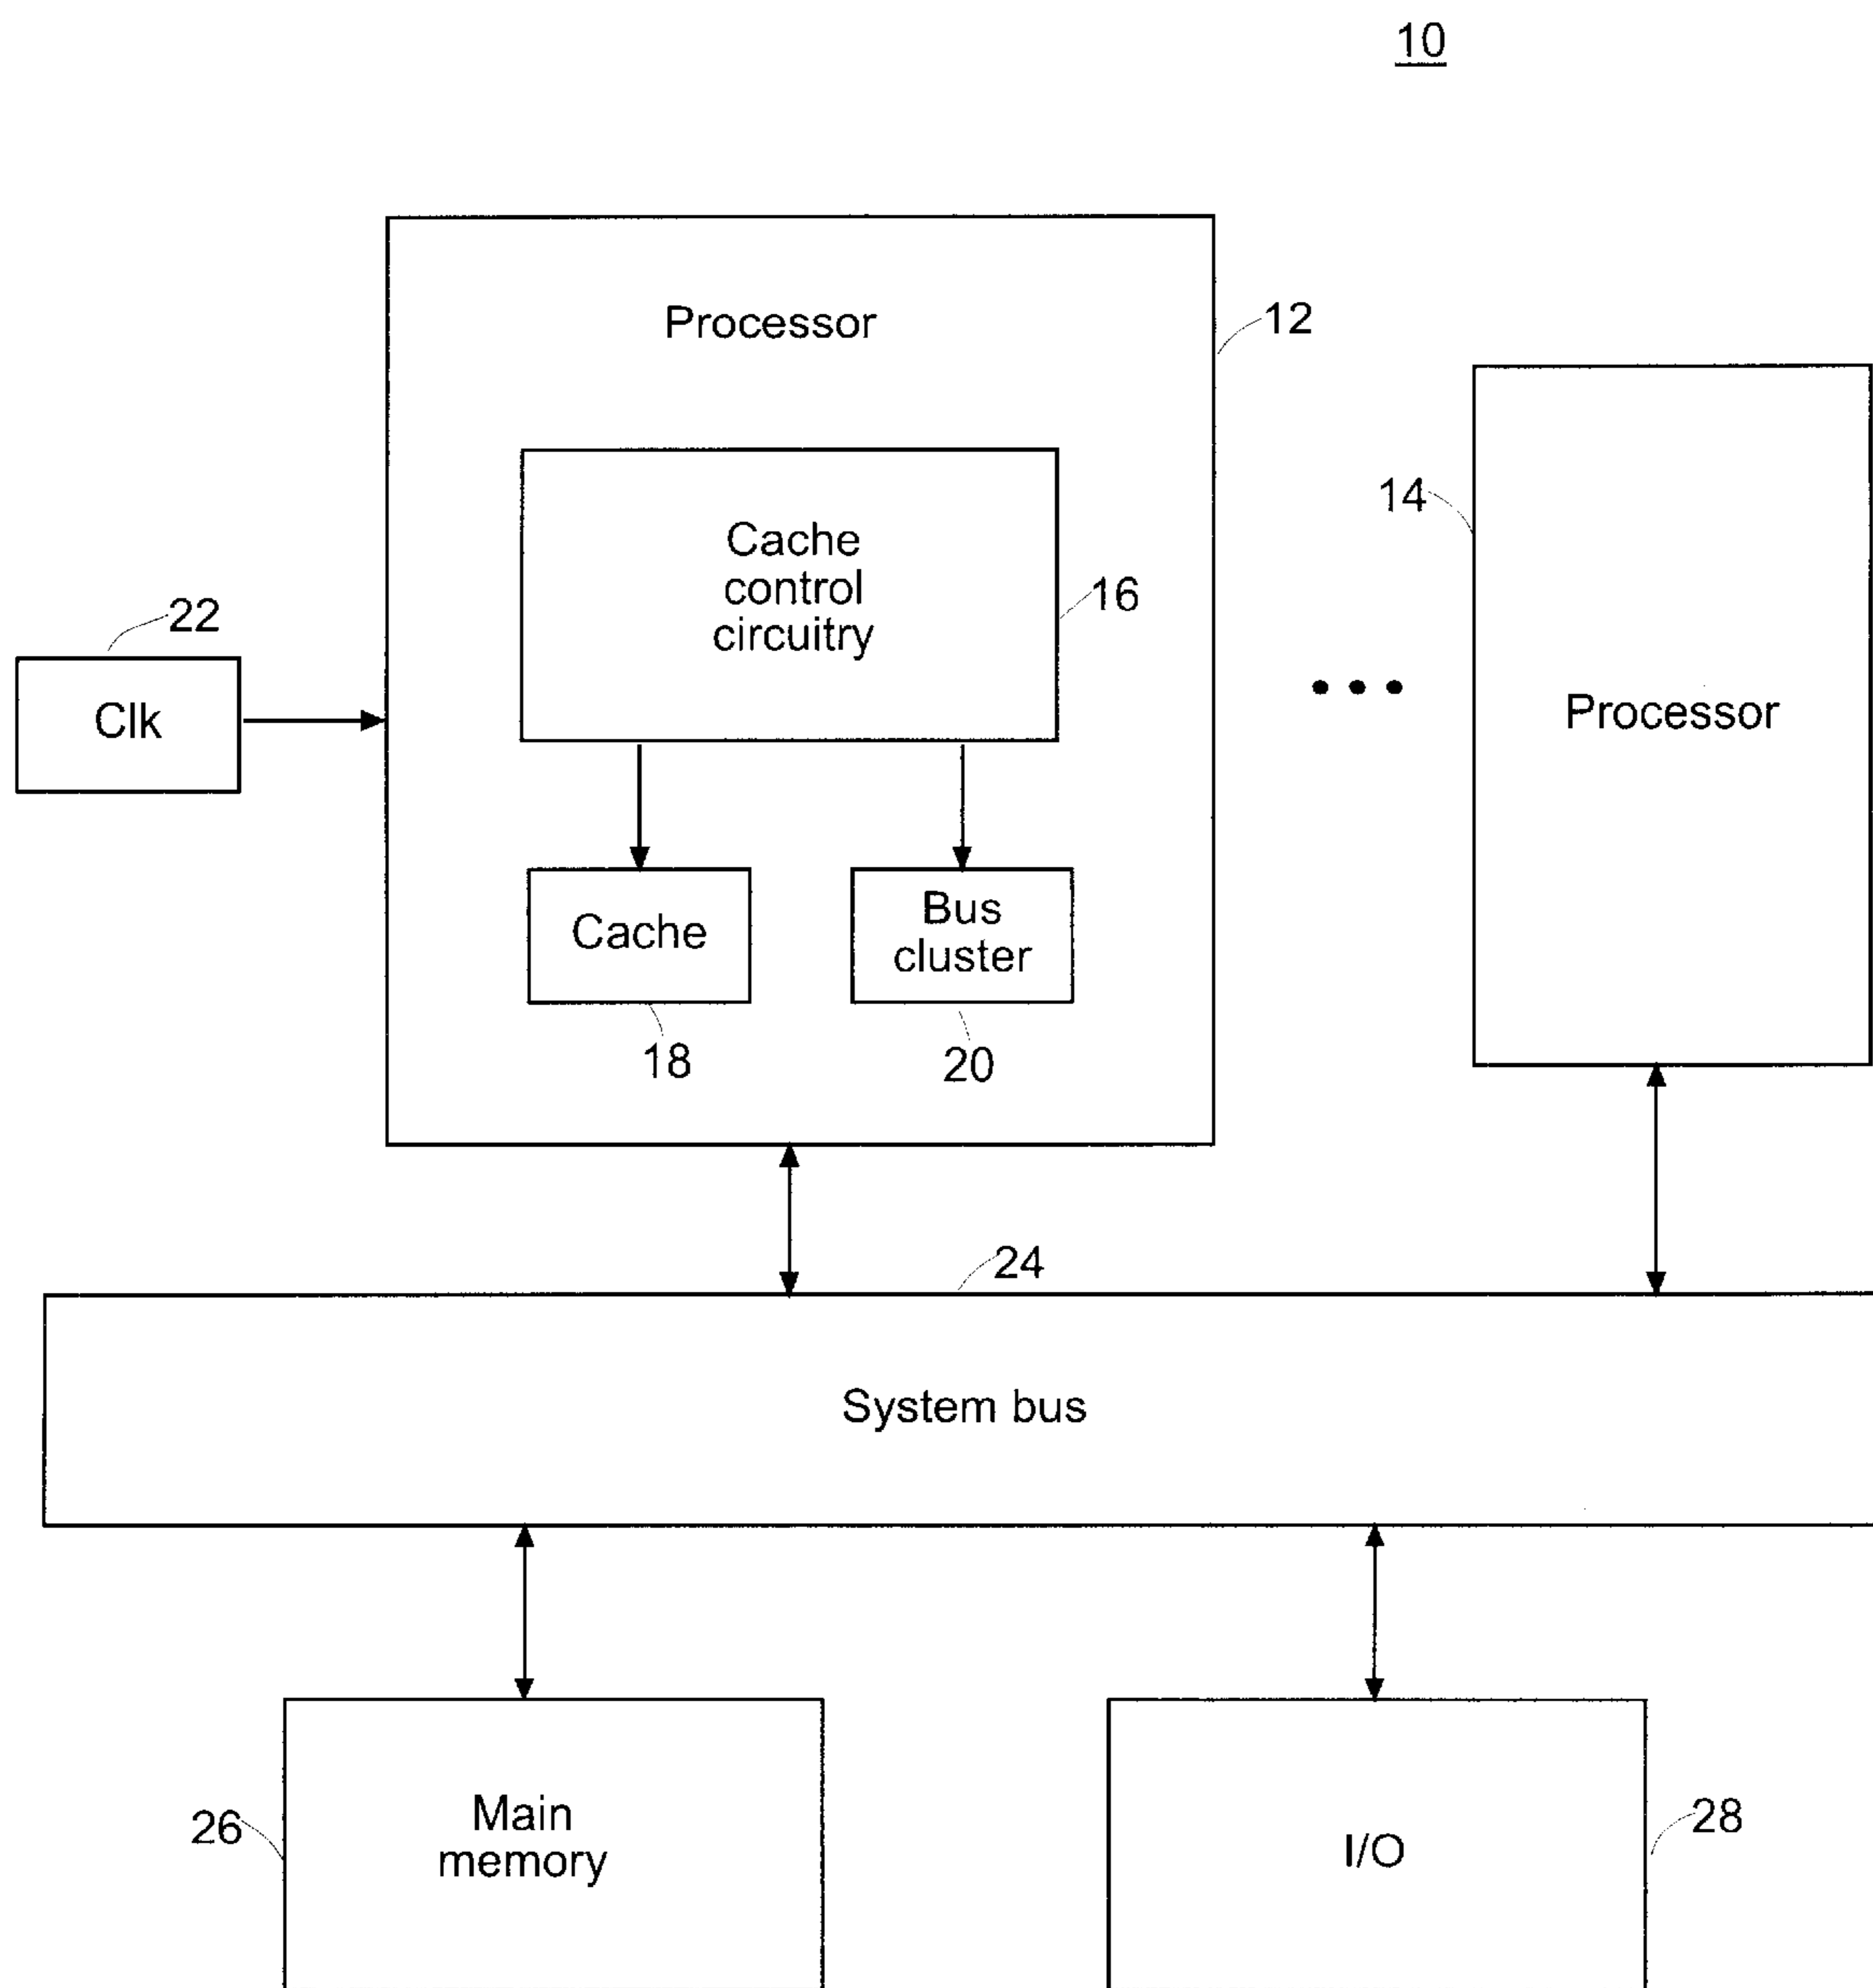 10
Processor
12
14
Cache
control
circuitry
16
22
Clk
Processor
Cache
Bus
cluster
18
20
24
System bus
26
Main
memory
I/O
28